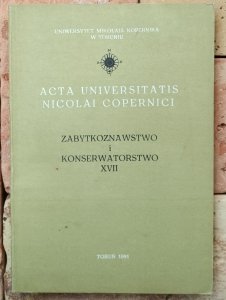 UNIWERSYTET MIKOŁAJA KOPERNIKA
W TORUNIU
ACTA UNIVERSITATIS
NICOLAI COPERNICI
ZABYTKOZNAWSTWO
i
KONSERWATORSTWO
XVII
TORUŃ